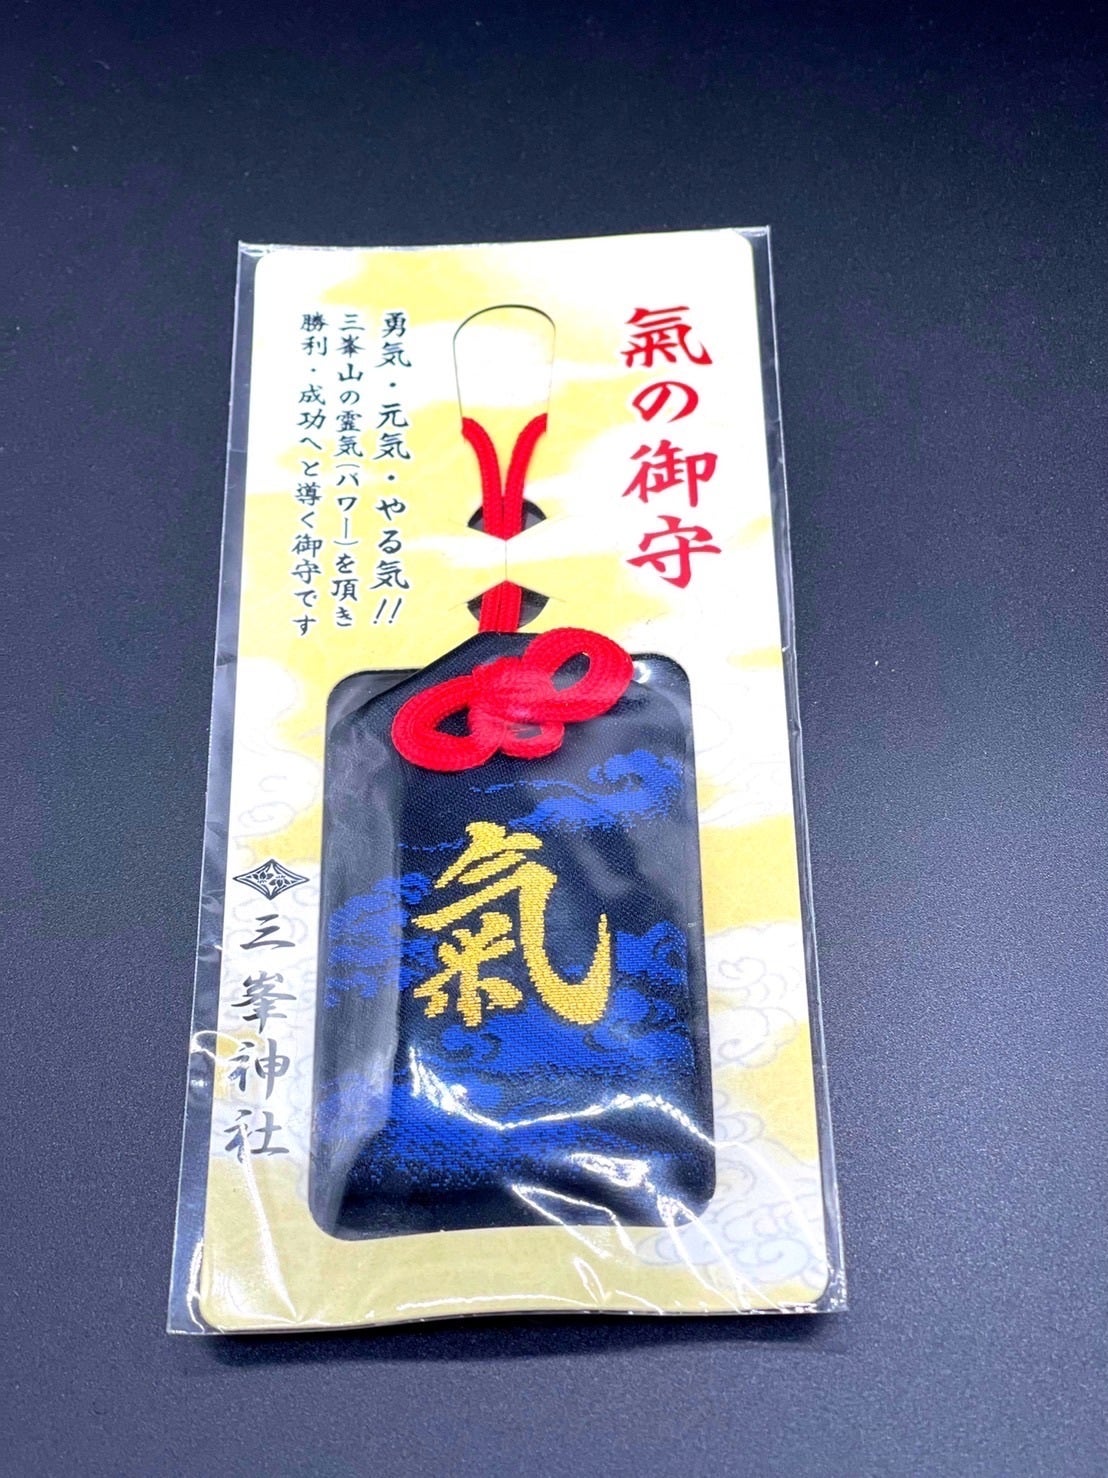 氣の御守
勇気・元気・やる気!!
三峯山の霊気(パワー)を頂き
勝利・成功へと導く御守です
氣
三峯神社